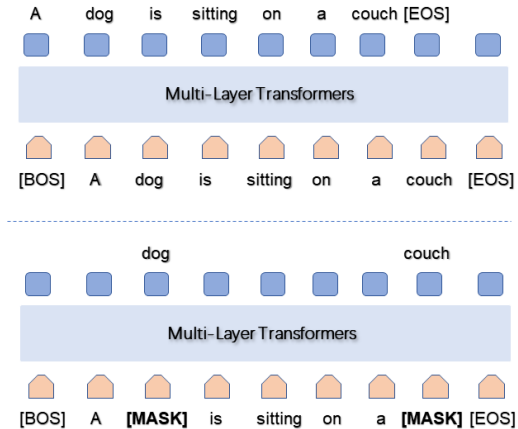 A dog is sitting on a couch [EOS]
Multi-Layer Transformers
[BOS] A dog is sitting on a couch [EOS]
dog couch
Multi-Layer Transformers
[BOS] A [MASK] is sitting on a [MASK] [EOS]